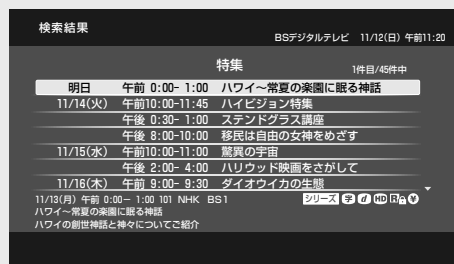 検索結果
BSデジタルテレビ 11/12(日) 午前11:20
特集 1件目/45件中
明日 午前 0:00- 1:00 ハワイ～常夏の楽園に眠る神話
11/14(火) 午前10:00-11:45 ハイビジョン特集
午後 0:30- 1:00 ステンドグラス講座
午後 8:00-10:00 移民は自由の女神をめざす
11/15(水) 午前10:00-11:00 驚異の宇宙
午後 2:00- 4:00 ハリウッド映画をさがして
11/16(木) 午前 9:00- 9:30 ダイオウイカの生態
11/13(月) 午前 0:00－ 1:00 101 NHK BS1 シリーズ 字 d HD R ¥
ハワイ～常夏の楽園に眠る神話
ハワイの創世神話と神々についてご紹介